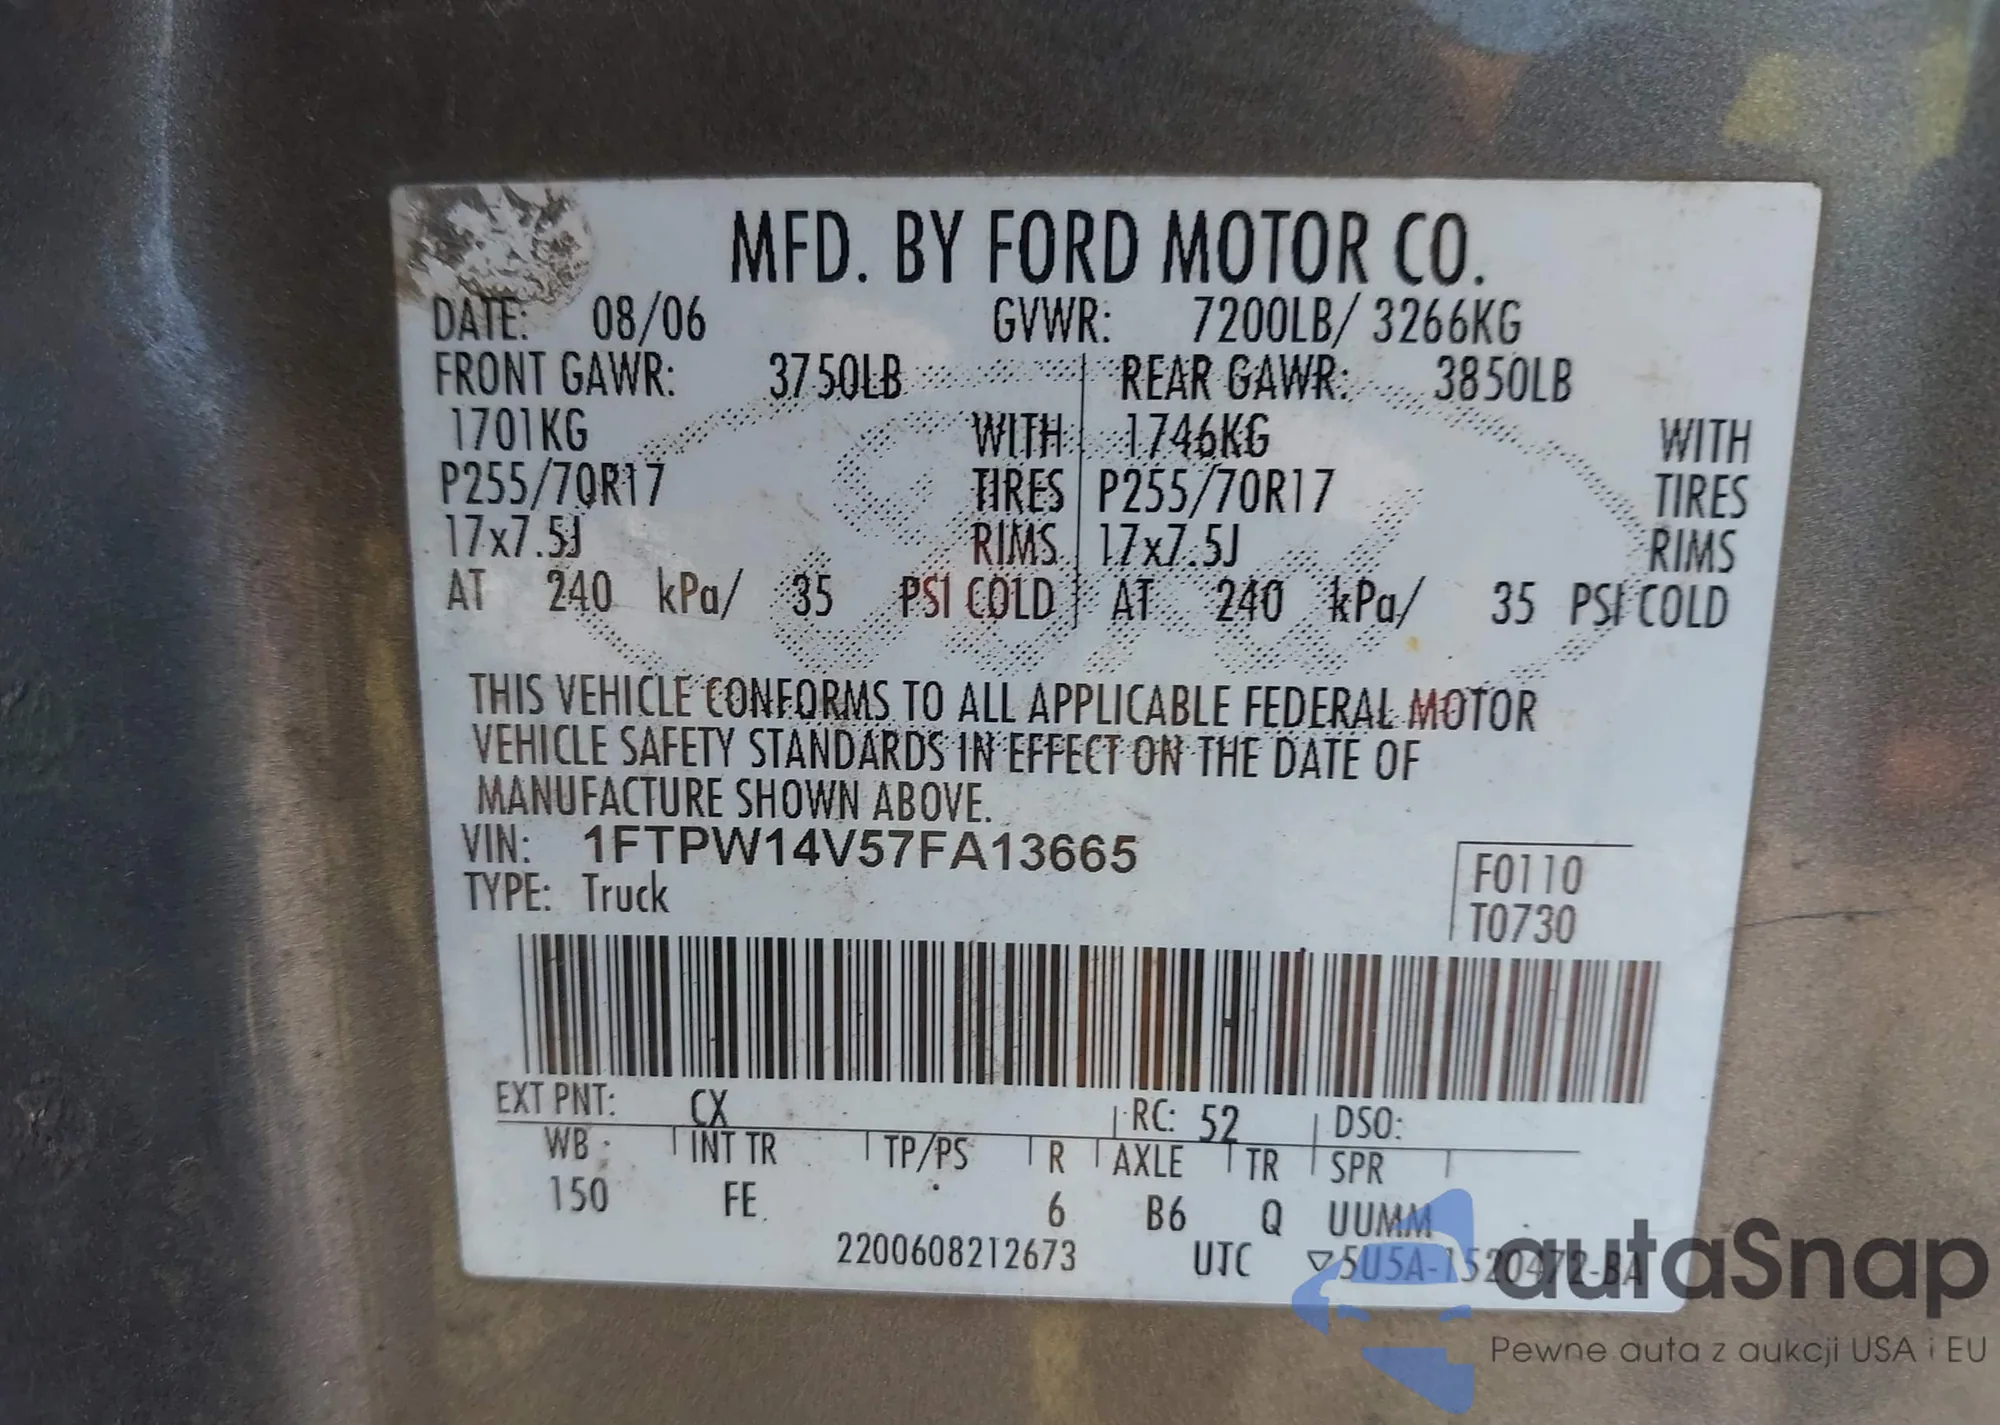 MFD. BY FORD MOTOR CO.
DATE: 08/06 GVWR: 7200LB/ 3266KG
FRONT GAWR: 3750LB REAR GAWR: 3850LB
1701KG WITH 1746KG WITH
P255/70R17 TIRES P255/70R17 TIRES
17x7.5J RIMS 17x7.5J RIMS
AT 240 kPa/ 35 PSI COLD AT 240 kPa/ 35 PSI COLD
THIS VEHICLE CONFORMS TO ALL APPLICABLE FEDERAL MOTOR
VEHICLE SAFETY STANDARDS IN EFFECT ON THE DATE OF
MANUFACTURE SHOWN ABOVE.
VIN: 1FTPW14V57FA13665
TYPE: Truck
F0110
T0730
EXT PNT: CX RC: 52 DSO:
WB INT TR TP/PS R AXLE TR SPR
150 FE 6 B6 Q UUMM
2200608212673 UTC ▽5U5A-1520472-BA
autaSnap
Pewne auta z aukcji USA i EU